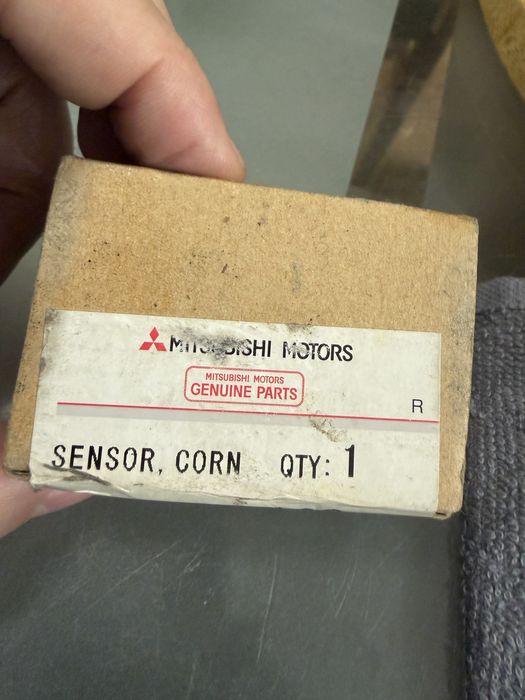 MITSUBISHI MOTORS
MITSUBISHI MOTORS
GENUINE PARTS
R
SENSOR, CORN QTY: 1